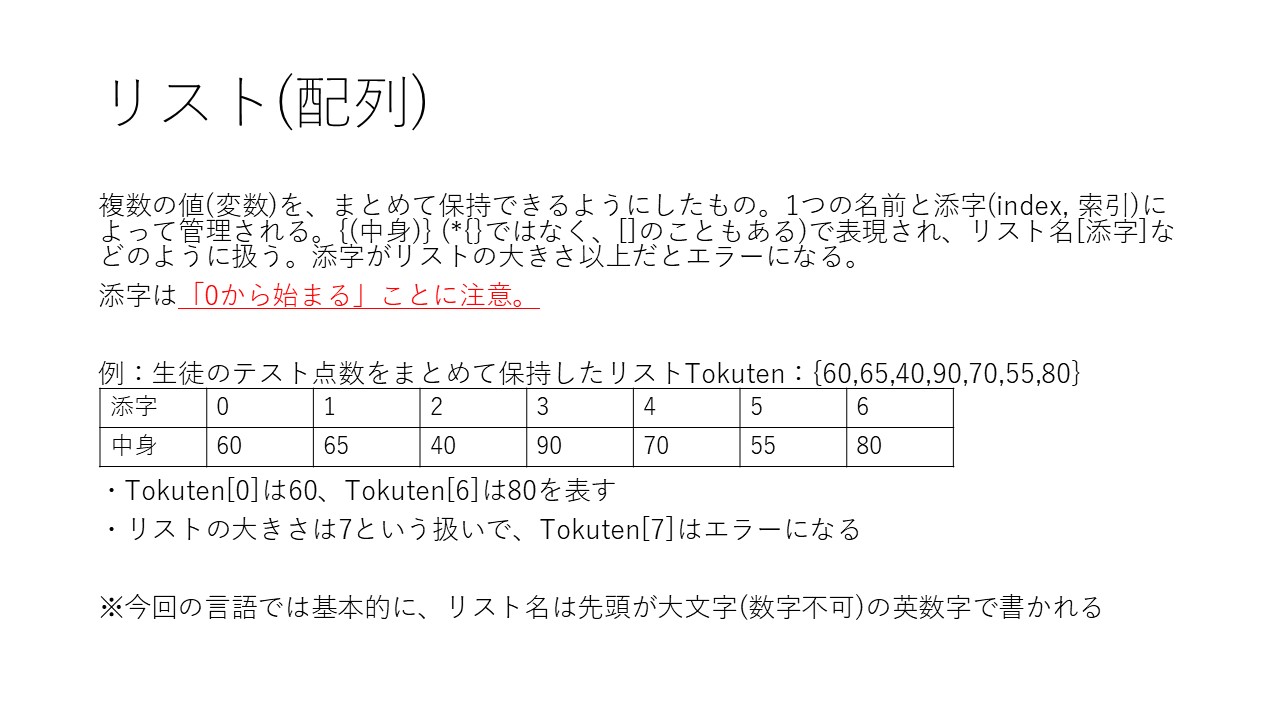 リスト(配列)
複数の値(変数)を、まとめて保持できるようにしたもの。1つの名前と添字(index, 索引)に
よって管理される。{(中身)} (*{}ではなく、[]のこともある)で表現され、リスト名[添字]な
どのように扱う。添字がリストの大きさ以上だとエラーになる。
添字は「0から始まる」ことに注意。
例：生徒のテスト点数をまとめて保持したリストTokuten：{60,65,40,90,70,55,80}
添字 0 1 2 3 4 5 6
中身 60 65 40 90 70 55 80
・Tokuten[0]は60、Tokuten[6]は80を表す
・リストの大きさは7という扱いで、Tokuten[7]はエラーになる
※今回の言語では基本的に、リスト名は先頭が大文字(数字不可)の英数字で書かれる